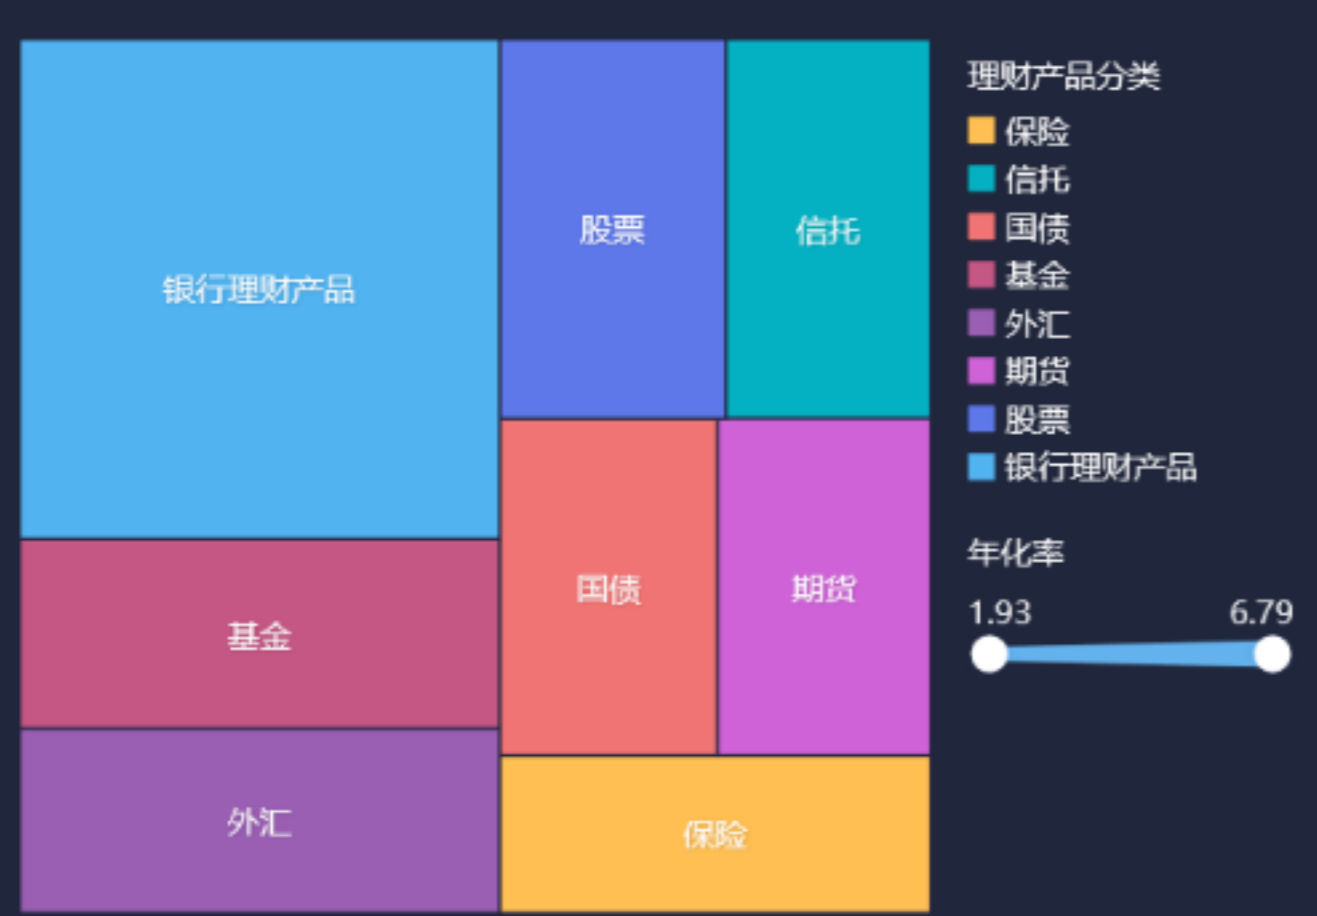 银行理财产品
基金
外汇
股票
信托
国债
期货
保险
理财产品分类
保险
信托
国债
基金
外汇
期货
股票
银行理财产品
年化率
1.93 6.79